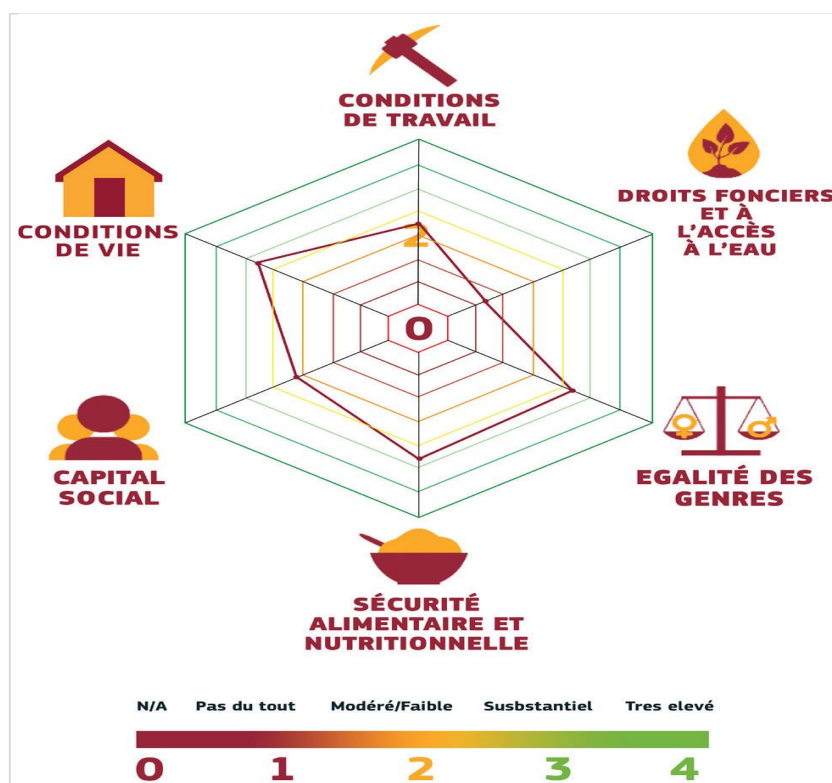 CONDITIONS
DE TRAVAIL
DROITS FONCIERS
ET À
L'ACCÈS
À L'EAU
CONDITIONS
DE VIE
2
0
CAPITAL
SOCIAL
EGALITÉ DES
GENRES
SÉCURITÉ
ALIMENTAIRE ET
NUTRITIONNELLE
N/A Pas du tout Modéré/Faible Susbstantiel Tres elevé
0 1 2 3 4